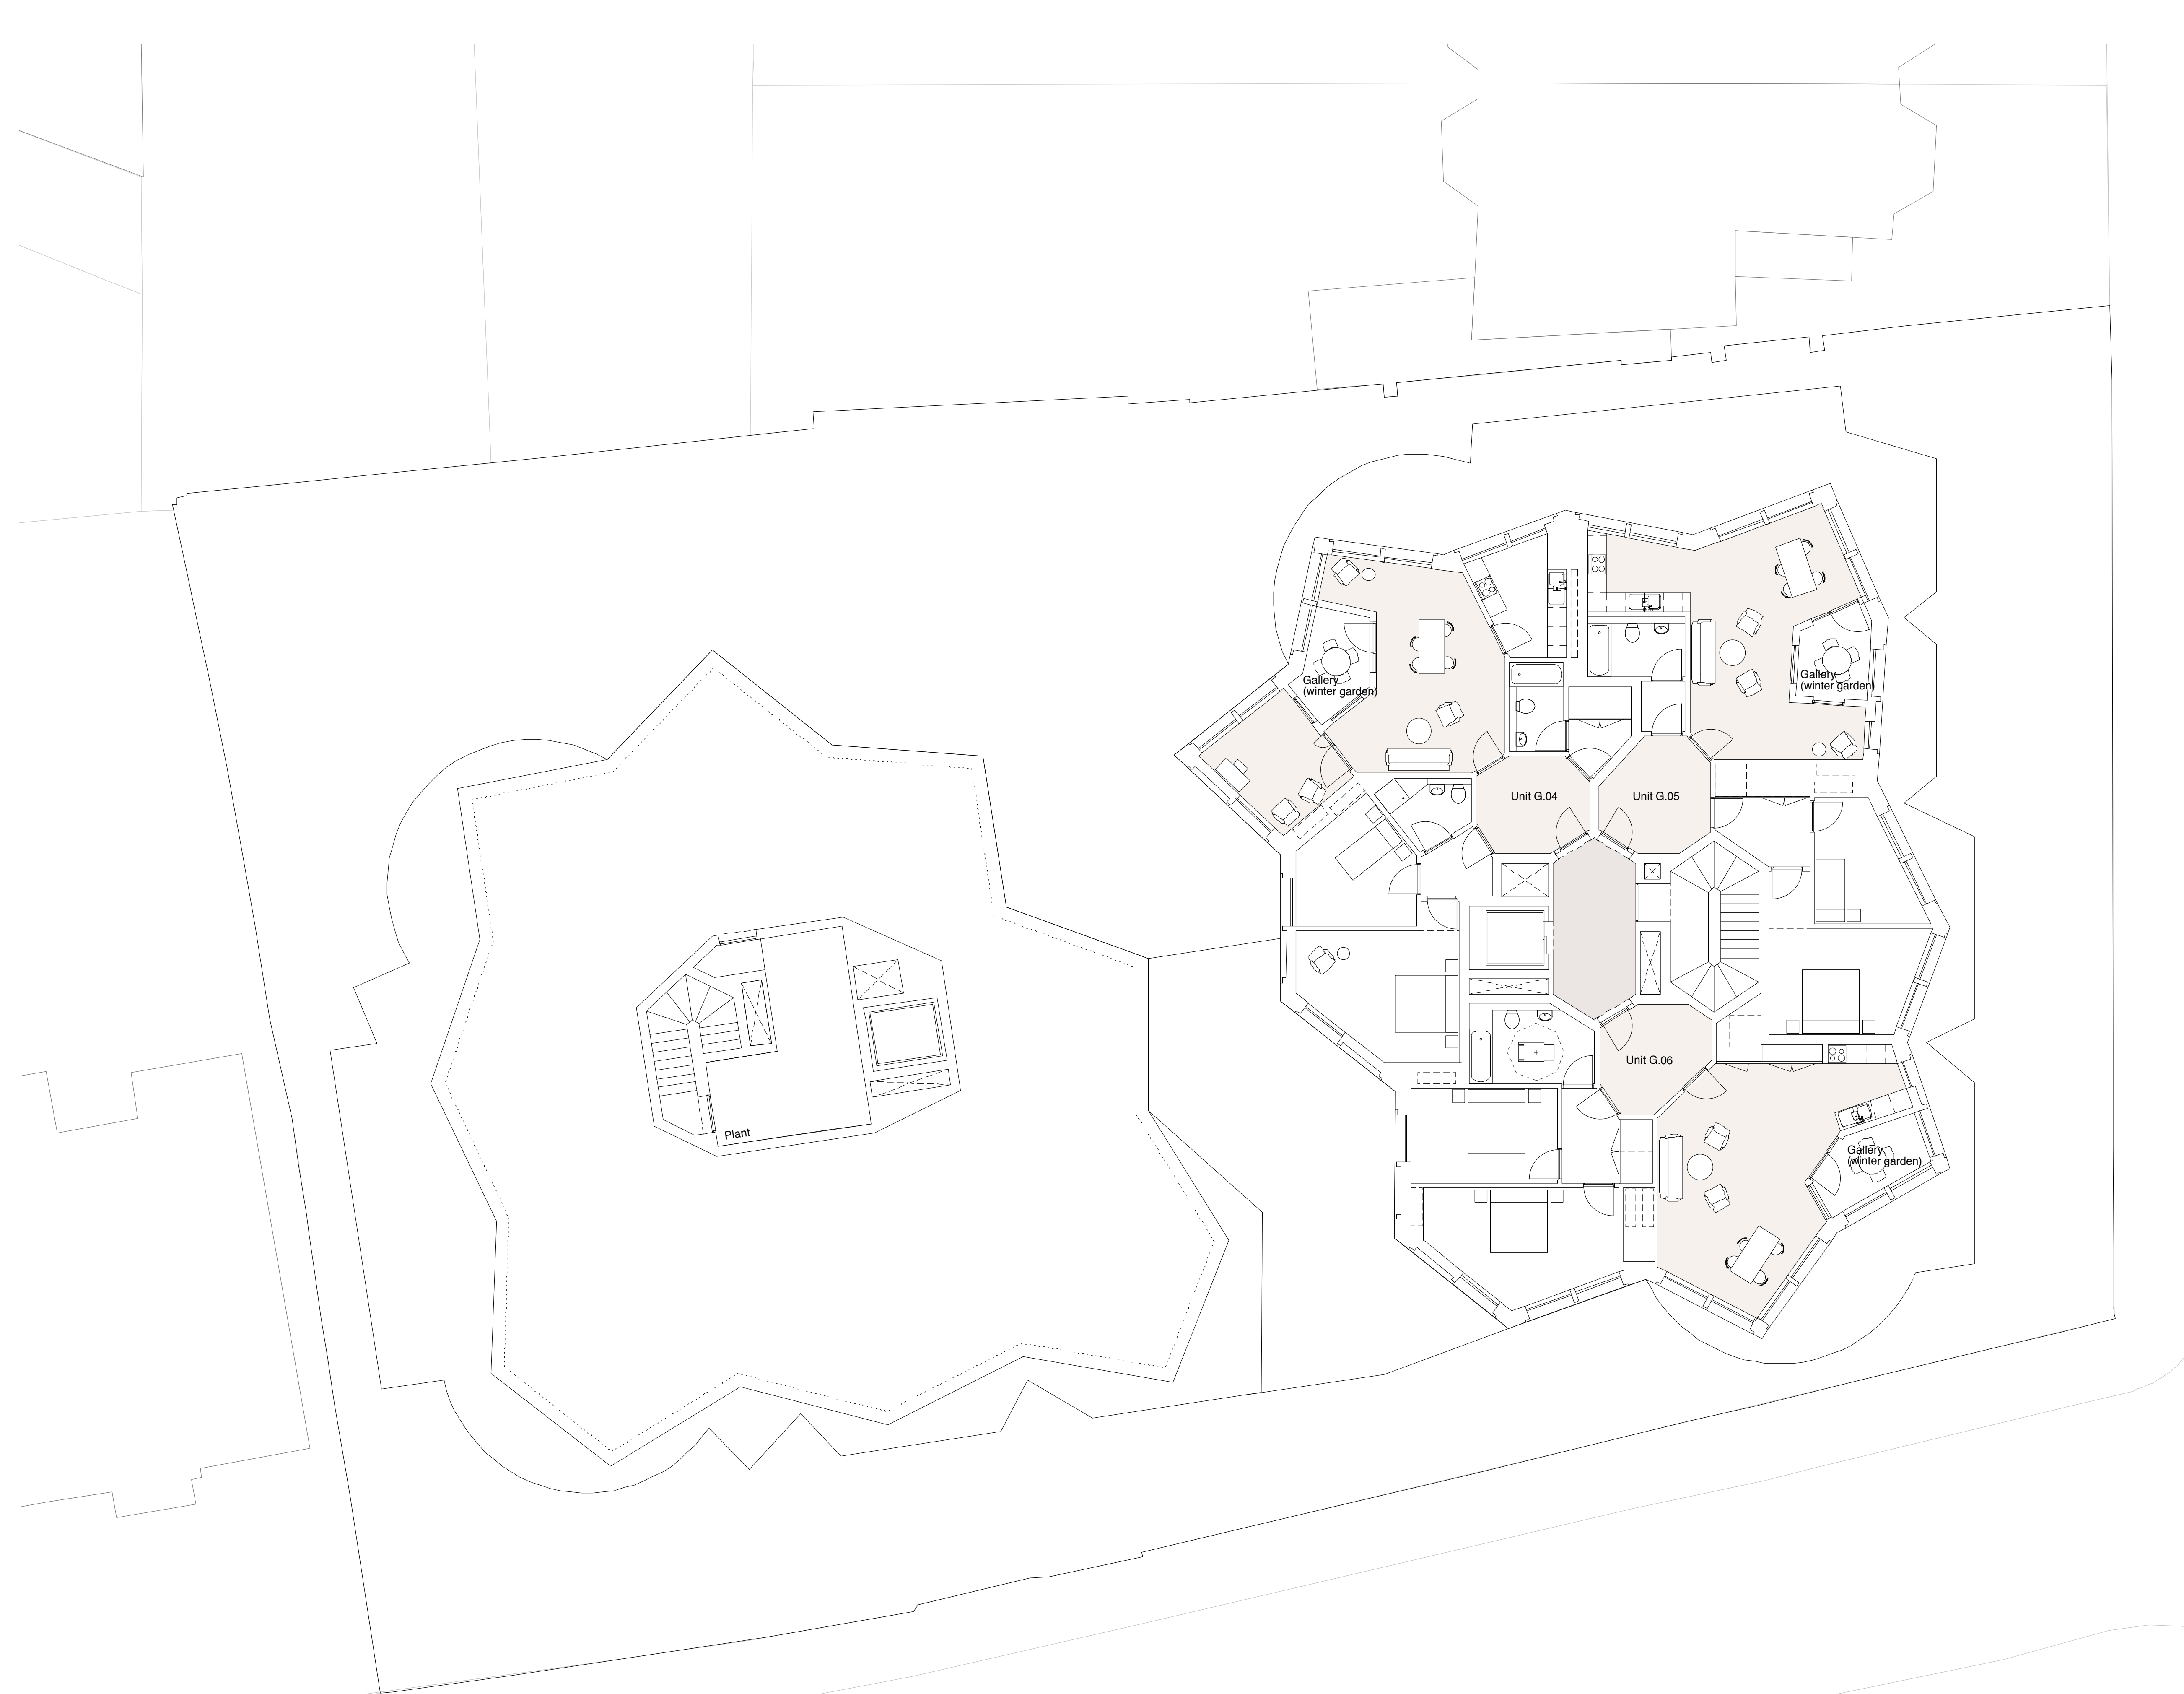 Gallery
(winter garden)
Gallery
(winter garden)
Unit G.04
Unit G.05
Unit G.06
Plant
Gallery
(winter garden)